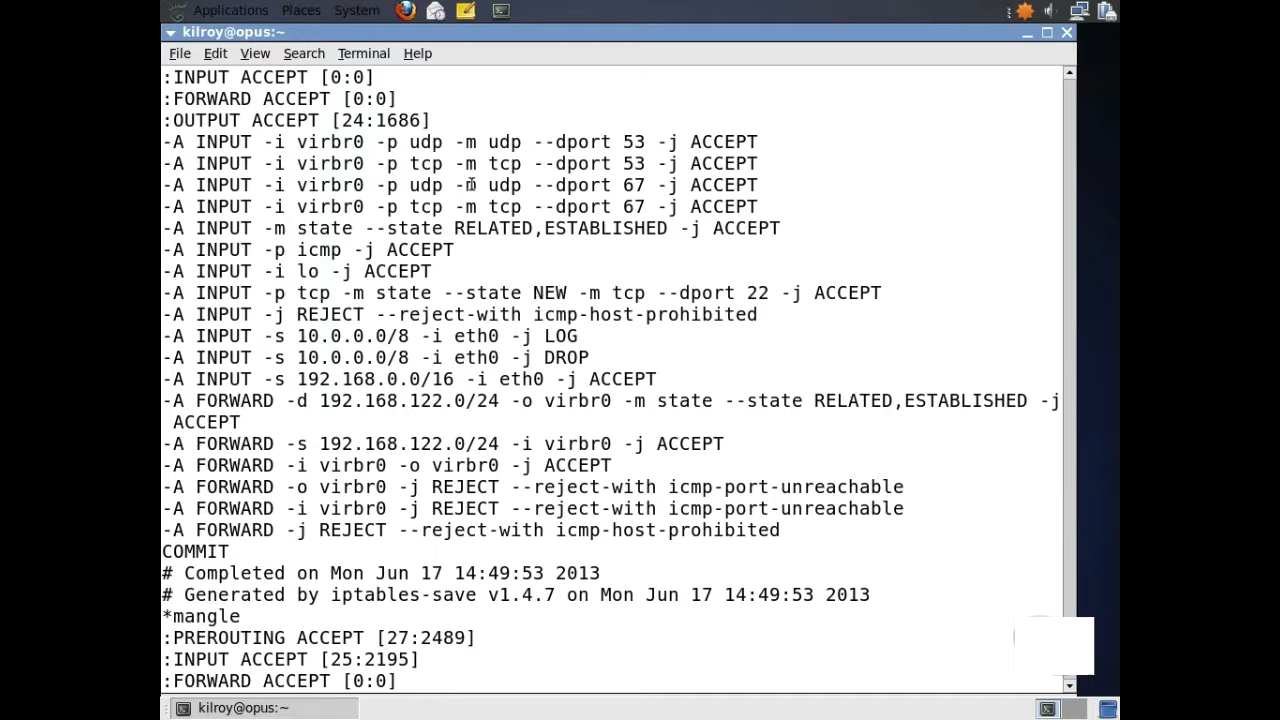 Applications Places System
kilroy@opus:~
File Edit View Search Terminal Help
:INPUT ACCEPT [0:0]
:FORWARD ACCEPT [0:0]
:OUTPUT ACCEPT [24:1686]
-A INPUT -i virbr0 -p udp -m udp --dport 53 -j ACCEPT
-A INPUT -i virbr0 -p tcp -m tcp --dport 53 -j ACCEPT
-A INPUT -i virbr0 -p udp -m udp --dport 67 -j ACCEPT
-A INPUT -i virbr0 -p tcp -m tcp --dport 67 -j ACCEPT
-A INPUT -m state --state RELATED,ESTABLISHED -j ACCEPT
-A INPUT -p icmp -j ACCEPT
-A INPUT -i lo -j ACCEPT
-A INPUT -p tcp -m state --state NEW -m tcp --dport 22 -j ACCEPT
-A INPUT -j REJECT --reject-with icmp-host-prohibited
-A INPUT -s 10.0.0.0/8 -i eth0 -j LOG
-A INPUT -s 10.0.0.0/8 -i eth0 -j DROP
-A INPUT -s 192.168.0.0/16 -i eth0 -j ACCEPT
-A FORWARD -d 192.168.122.0/24 -o virbr0 -m state --state RELATED,ESTABLISHED -j
ACCEPT
-A FORWARD -s 192.168.122.0/24 -i virbr0 -j ACCEPT
-A FORWARD -i virbr0 -o virbr0 -j ACCEPT
-A FORWARD -o virbr0 -j REJECT --reject-with icmp-port-unreachable
-A FORWARD -i virbr0 -j REJECT --reject-with icmp-port-unreachable
-A FORWARD -j REJECT --reject-with icmp-host-prohibited
COMMIT
# Completed on Mon Jun 17 14:49:53 2013
# Generated by iptables-save v1.4.7 on Mon Jun 17 14:49:53 2013
*mangle
:PREROUTING ACCEPT [27:2489]
:INPUT ACCEPT [25:2195]
:FORWARD ACCEPT [0:0]
kilroy@opus:~